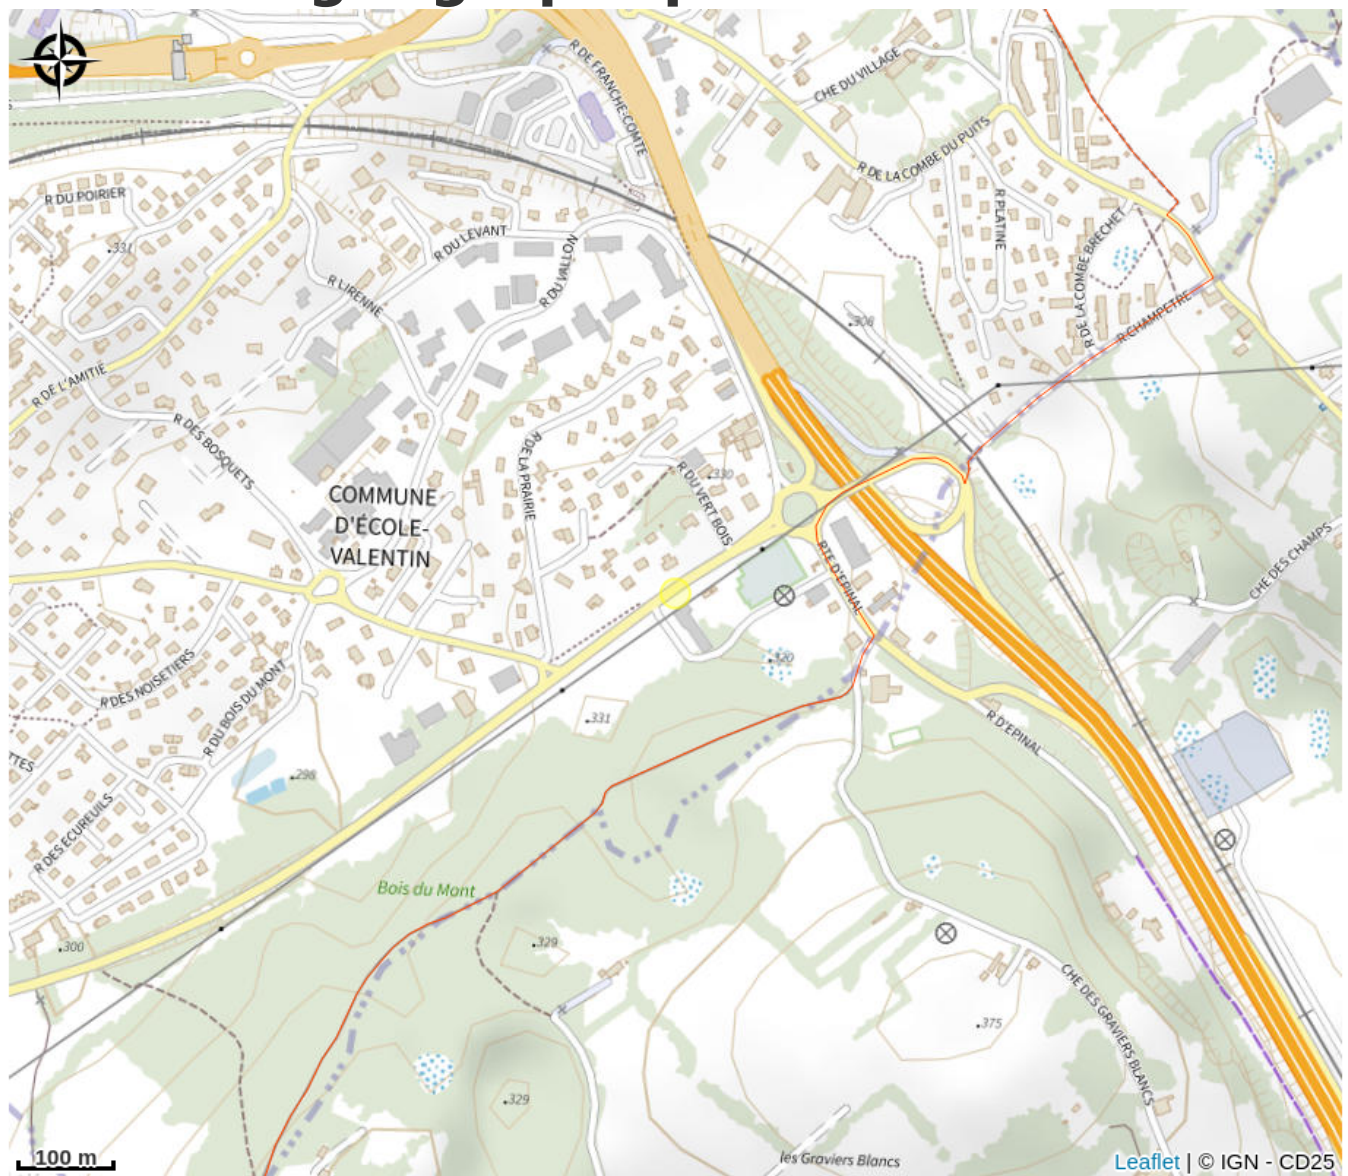 R DE FRANCHE-COMTE
CHE DU VILLAGE
R DE LA COMBE DU PUITS
R DU POIRIER
331
R DU LEVANT
R DU VALLON
R LIRENNE
R PLATINE
R DE LA COMBE BRECHET
R CHAMPETRE
308
R DE L'AMITIE
R DES BOSQUETS
R DE LA PRAIRIE
R DU VERT BOIS
330
COMMUNE
D'ÉCOLE-
VALENTIN
RTE D'EPINAL
CHE DES CHAMPS
R DES NOISETIERS
R DU BOIS DU MONT
320
331
R D'EPINAL
TTES
298
R DES ECUREUILS
Bois du Mont
300
329
CHE DES GRAVIERS BLANCS
375
329
les Graviers Blancs
100 m
Leaflet | © IGN - CD25